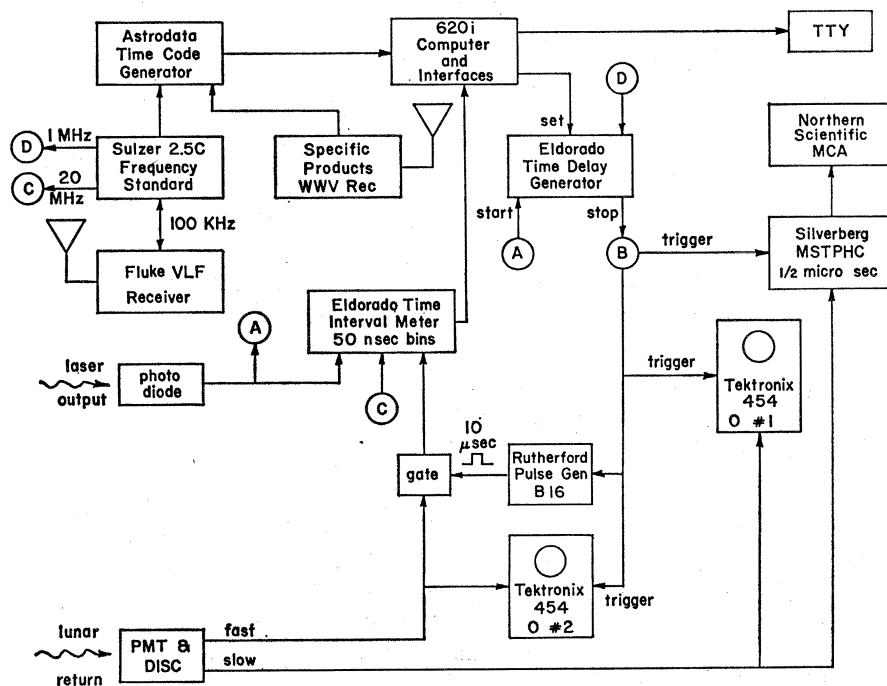 Astrodata
Time Code
Generator
620i
Computer
and
Interfaces
TTY
D
1 MHz
C
20
MHz
Sulzer 2.5C
Frequency
Standard
Specific
Products
WWV Rec
set
D
Eldorado
Time Delay
Generator
start
stop
A
B
trigger
Northern
Scientific
MCA
Silverberg
MSTPHC
1/2 micro sec
100 KHz
Fluke VLF
Receiver
A
Eldorado Time
Interval Meter
50 nsec bins
laser
output
photo
diode
C
trigger
Tektronix
454
O #1
10
μsec
gate
Rutherford
Pulse Gen
B16
Tektronix
454
O #2
trigger
lunar
return
PMT &
DISC
fast
slow